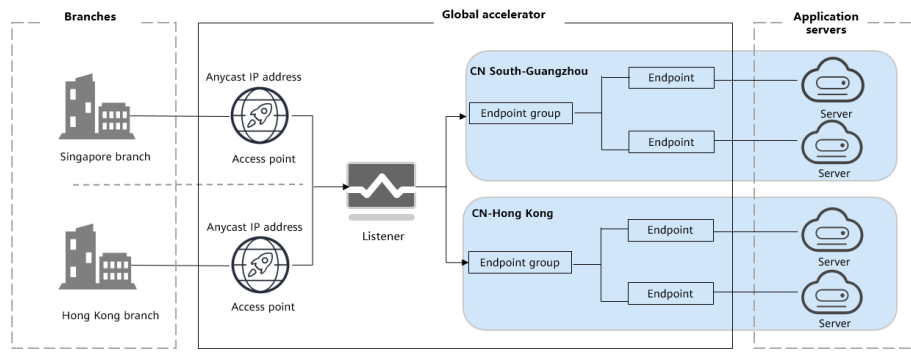 Branches
Global accelerator
Application
servers
Anycast IP address
Singapore branch
Access point
CN South-Guangzhou
Endpoint
Endpoint group
Endpoint
Server
Server
Listener
Anycast IP address
Hong Kong branch
Access point
CN-Hong Kong
Endpoint
Endpoint group
Endpoint
Server
Server